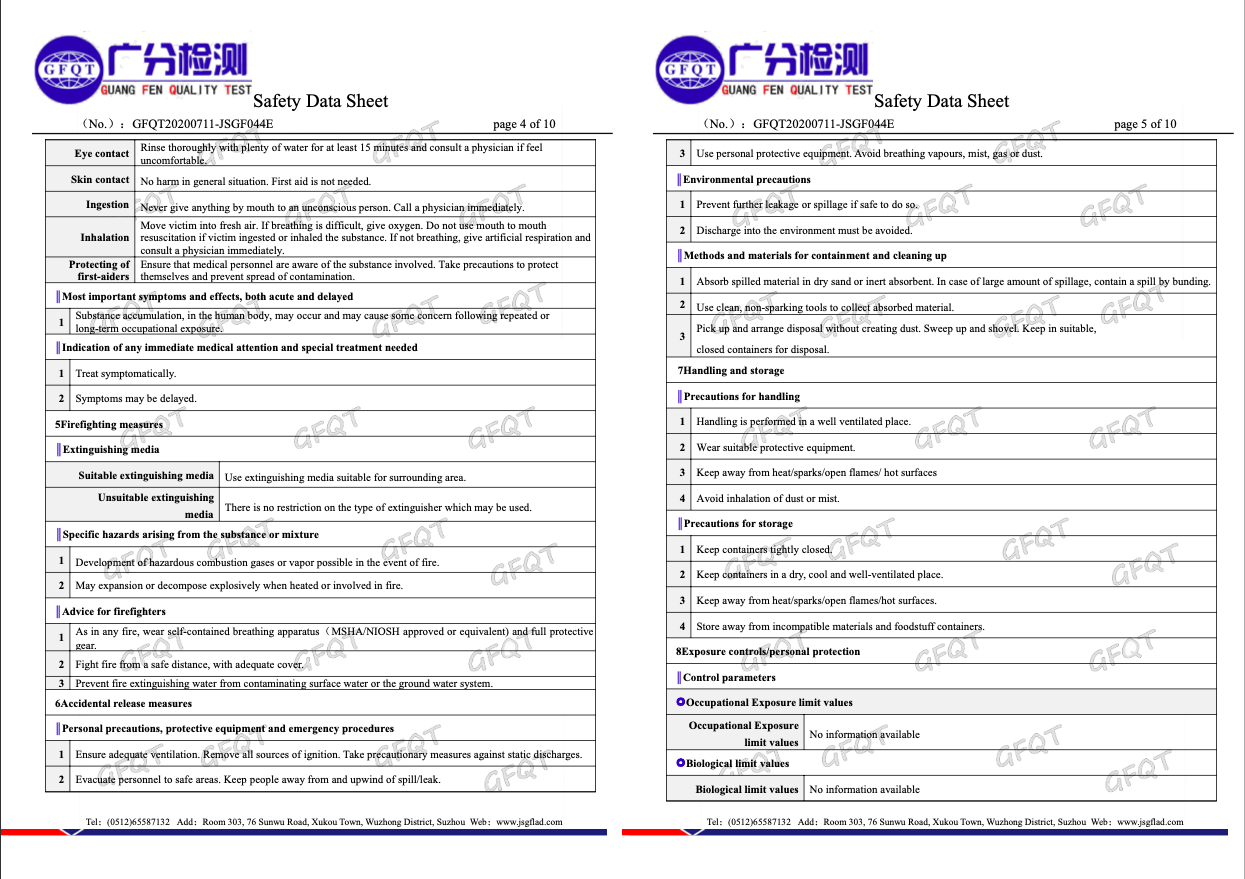 GFQT
广分检测
GUANG FEN QUALITY TEST
Safety Data Sheet
（No.）：GFQT20200711-JSGF044E page 4 of 10
Eye contact
Rinse thoroughly with plenty of water for at least 15 minutes and consult a physician if feel
uncomfortable.
Skin contact
No harm in general situation. First aid is not needed.
Ingestion
Never give anything by mouth to an unconscious person. Call a physician immediately.
Inhalation
Move victim into fresh air. If breathing is difficult, give oxygen. Do not use mouth to mouth
resuscitation if victim ingested or inhaled the substance. If not breathing, give artificial respiration and
consult a physician immediately.
Protecting of
first-aiders
Ensure that medical personnel are aware of the substance involved. Take precautions to protect
themselves and prevent spread of contamination.
Most important symptoms and effects, both acute and delayed
1 Substance accumulation, in the human body, may occur and may cause some concern following repeated or
long-term occupational exposure.
Indication of any immediate medical attention and special treatment needed
1 Treat symptomatically.
2 Symptoms may be delayed.
5Firefighting measures
Extinguishing media
Suitable extinguishing media Use extinguishing media suitable for surrounding area.
Unsuitable extinguishing
media
There is no restriction on the type of extinguisher which may be used.
Specific hazards arising from the substance or mixture
1 Development of hazardous combustion gases or vapor possible in the event of fire.
2 May expansion or decompose explosively when heated or involved in fire.
Advice for firefighters
1 As in any fire, wear self-contained breathing apparatus（MSHA/NIOSH approved or equivalent) and full protective
gear.
2 Fight fire from a safe distance, with adequate cover.
3 Prevent fire extinguishing water from contaminating surface water or the ground water system.
6Accidental release measures
Personal precautions, protective equipment and emergency procedures
1 Ensure adequate ventilation. Remove all sources of ignition. Take precautionary measures against static discharges.
2 Evacuate personnel to safe areas. Keep people away from and upwind of spill/leak.
Tel：(0512)65587132 Add：Room 303, 76 Sunwu Road, Xukou Town, Wuzhong District, Suzhou Web：www.jsgflad.com
GFQT
广分检测
GUANG FEN QUALITY TEST
Safety Data Sheet
（No.）：GFQT20200711-JSGF044E page 5 of 10
3 Use personal protective equipment. Avoid breathing vapours, mist, gas or dust.
Environmental precautions
1 Prevent further leakage or spillage if safe to do so.
2 Discharge into the environment must be avoided.
Methods and materials for containment and cleaning up
1 Absorb spilled material in dry sand or inert absorbent. In case of large amount of spillage, contain a spill by bunding.
2 Use clean, non-sparking tools to collect absorbed material.
3 Pick up and arrange disposal without creating dust. Sweep up and shovel. Keep in suitable,
closed containers for disposal.
7Handling and storage
Precautions for handling
1 Handling is performed in a well ventilated place.
2 Wear suitable protective equipment.
3 Keep away from heat/sparks/open flames/ hot surfaces
4 Avoid inhalation of dust or mist.
Precautions for storage
1 Keep containers tightly closed.
2 Keep containers in a dry, cool and well-ventilated place.
3 Keep away from heat/sparks/open flames/hot surfaces.
4 Store away from incompatible materials and foodstuff containers.
8Exposure controls/personal protection
Control parameters
Occupational Exposure limit values
Occupational Exposure
limit values
No information available
Biological limit values
Biological limit values No information available
Tel：(0512)65587132 Add：Room 303, 76 Sunwu Road, Xukou Town, Wuzhong District, Suzhou Web：www.jsgflad.com